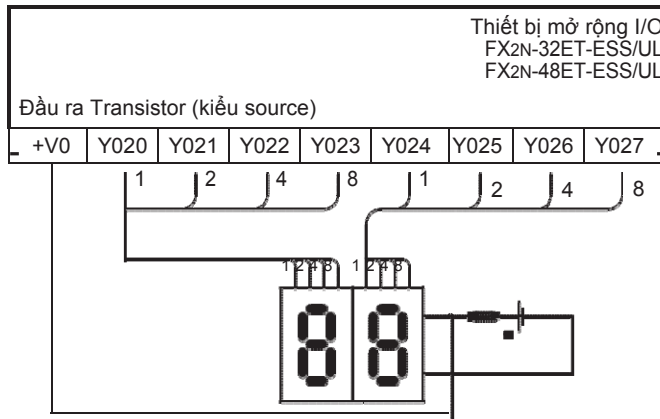 Thiết bị mở rộng I/O
FX2N-32ET-ESS/UL
FX2N-48ET-ESS/UL
Đầu ra Transistor (kiểu source)
+V0 Y020 Y021 Y022 Y023 Y024 Y025 Y026 Y027
1 2 4 8 1 2 4 8
1 2 4 8 1 2 4 8